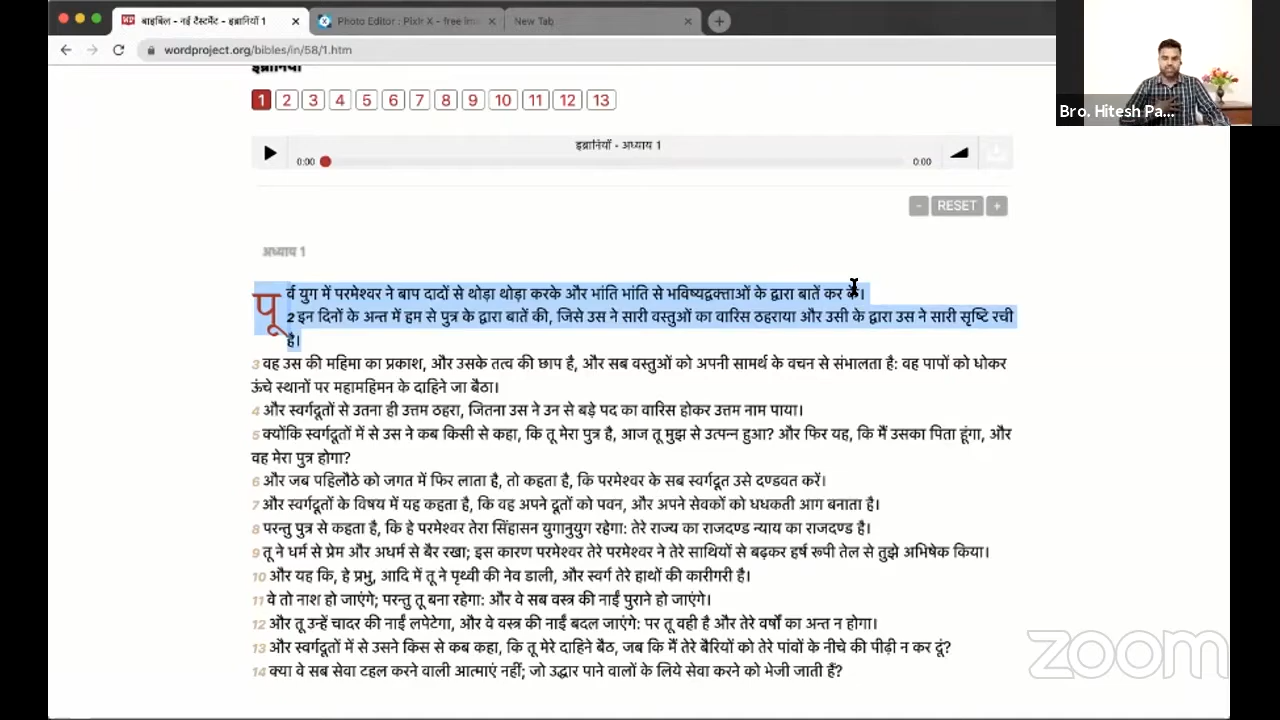 बाइबिल - नई टैस्टमैंट - इब्रानियों 1
Photo Editor : Pixlr X - free ima
New Tab
wordproject.org/bibles/in/58/1.htm
Bro. Hitesh Pa...
इब्रानियों
1 2 3 4 5 6 7 8 9 10 11 12 13
इब्रानियों - अध्याय 1
0:00 0:00
- RESET +
अध्याय 1
पूर्व युग में परमेश्वर ने बाप दादों से थोड़ा थोड़ा करके और भांति भांति से भविष्यद्वक्ताओं के द्वारा बातें कर के।
2 इन दिनों के अन्त में हम से पुत्र के द्वारा बातें की, जिसे उस ने सारी वस्तुओं का वारिस ठहराया और उसी के द्वारा उस ने सारी सृष्टि रची
है।
3 वह उस की महिमा का प्रकाश, और उसके तत्व की छाप है, और सब वस्तुओं को अपनी सामर्थ के वचन से संभालता है: वह पापों को धोकर
ऊंचे स्थानों पर महामहिमन के दाहिने जा बैठा।
4 और स्वर्गदूतों से उतना ही उत्तम ठहरा, जितना उस ने उन से बड़े पद का वारिस होकर उत्तम नाम पाया।
5 क्योंकि स्वर्गदूतों में से उस ने कब किसी से कहा, कि तू मेरा पुत्र है, आज तू मुझ से उत्पन्न हुआ? और फिर यह, कि मैं उसका पिता हूंगा, और
वह मेरा पुत्र होगा?
6 और जब पहिलौठे को जगत में फिर लाता है, तो कहता है, कि परमेश्वर के सब स्वर्गदूत उसे दण्डवत करें।
7 और स्वर्गदूतों के विषय में यह कहता है, कि वह अपने दूतों को पवन, और अपने सेवकों को धधकती आग बनाता है।
8 परन्तु पुत्र से कहता है, कि हे परमेश्वर तेरा सिंहासन युगानुयुग रहेगा: तेरे राज्य का राजदण्ड न्याय का राजदण्ड है।
9 तू ने धर्म से प्रेम और अधर्म से बैर रखा; इस कारण परमेश्वर तेरे परमेश्वर ने तेरे साथियों से बढ़कर हर्ष रूपी तेल से तुझे अभिषेक किया।
10 और यह कि, हे प्रभु, आदि में तू ने पृथ्वी की नेव डाली, और स्वर्ग तेरे हाथों की कारीगरी है।
11 वे तो नाश हो जाएंगे; परन्तु तू बना रहेगा: और वे सब वस्त्र की नाईं पुराने हो जाएंगे।
12 और तू उन्हें चादर की नाईं लपेटेगा, और वे वस्त्र की नाईं बदल जाएंगे: पर तू वही है और तेरे वर्षों का अन्त न होगा।
13 और स्वर्गदूतों में से उसने किस से कब कहा, कि तू मेरे दाहिने बैठ, जब कि मैं तेरे बैरियों को तेरे पांवों के नीचे की पीढ़ी न कर दूं?
14 क्या वे सब सेवा टहल करने वाली आत्माएं नहीं; जो उद्धार पाने वालों के लिये सेवा करने को भेजी जाती हैं?
zoom